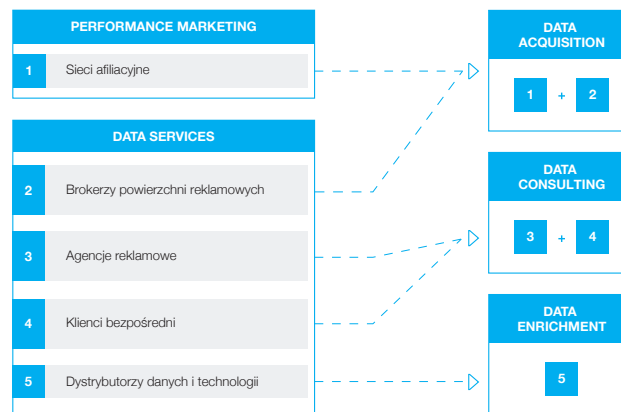 PERFORMANCE MARKETING
1 Sieci afiliacyjne
DATA SERVICES
2 Brokerzy powierzchni reklamowych
3 Agencje reklamowe
4 Klienci bezpośredni
5 Dystrybutorzy danych i technologii
DATA
ACQUISITION
1 + 2
DATA
CONSULTING
3 + 4
DATA
ENRICHMENT
5